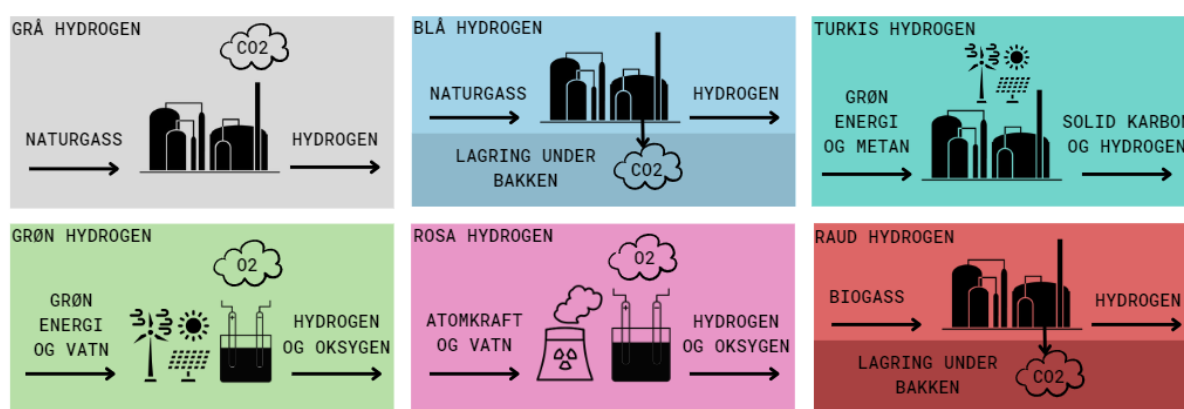 GRÅ HYDROGEN
CO2
NATURGASS
HYDROGEN
BLÅ HYDROGEN
NATURGASS
HYDROGEN
LAGRING UNDER
BAKKEN
CO2
TURKIS HYDROGEN
GRØN
ENERGI
OG METAN
SOLID KARBON
OG HYDROGEN
GRØN HYDROGEN
O2
GRØN
ENERGI
OG VATN
+
-
HYDROGEN
OG OKSYGEN
ROSA HYDROGEN
O2
ATOMKRAFT
OG VATN
+
-
HYDROGEN
OG OKSYGEN
RAUD HYDROGEN
BIOGASS
HYDROGEN
LAGRING UNDER
BAKKEN
CO2